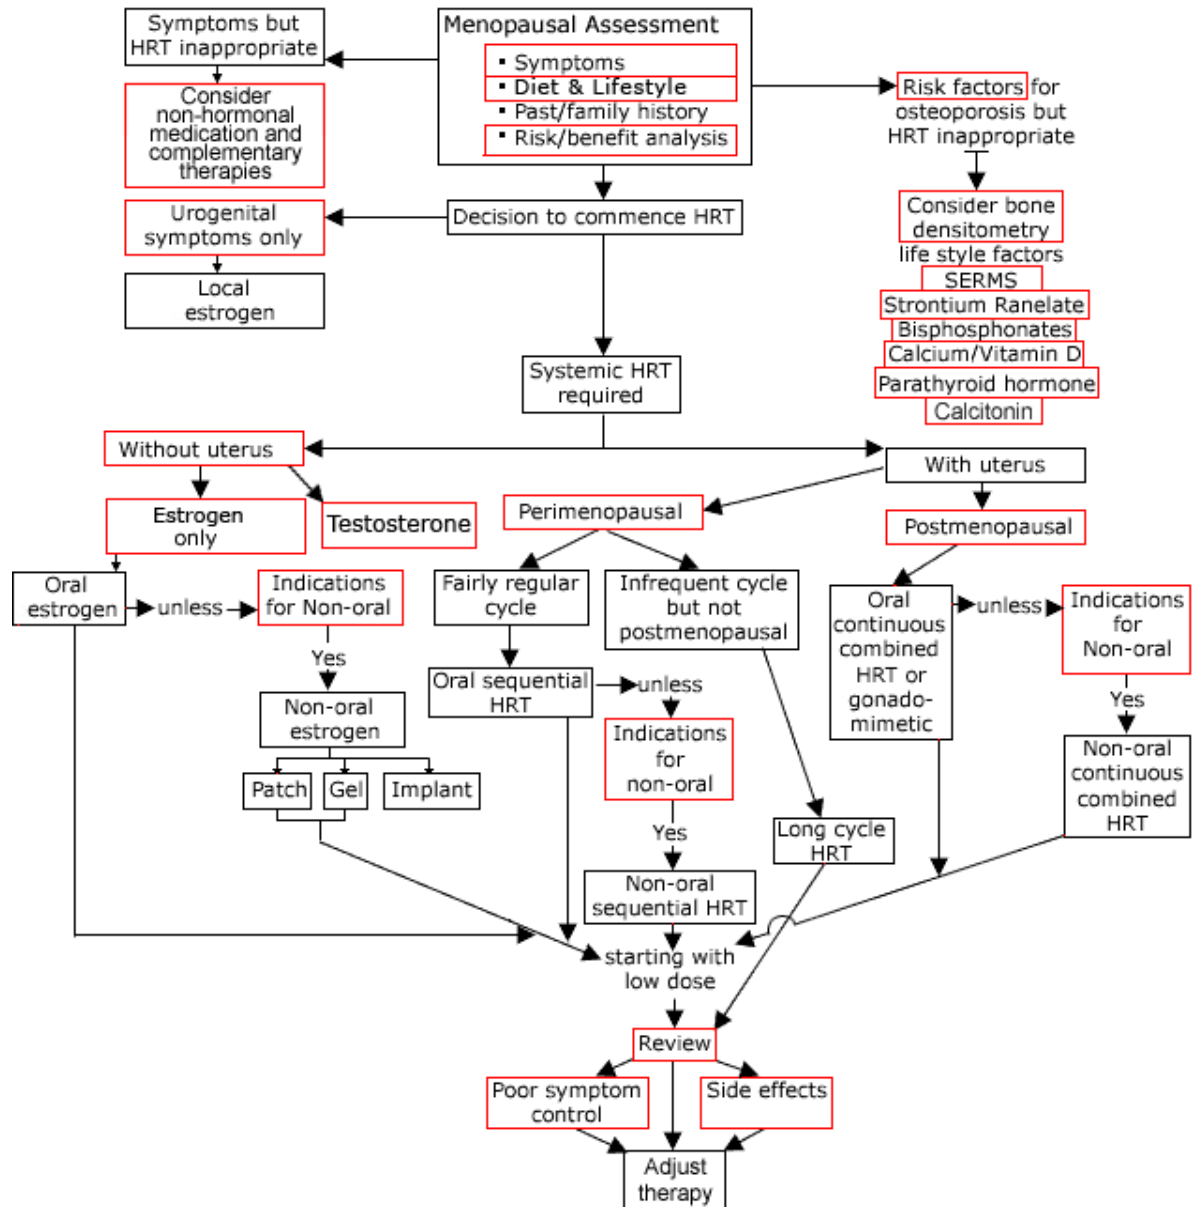 Symptoms but
HRT inappropriate
Menopausal Assessment
▪ Symptoms
▪ Diet & Lifestyle
▪ Past/family history
▪ Risk/benefit analysis
Consider
non-hormonal
medication and
complementary
therapies
Risk factors for
osteoporosis but
HRT inappropriate
Urogenital
symptoms only
Decision to commence HRT
Local
estrogen
Consider bone
densitometry
life style factors
SERMS
Strontium Ranelate
Bisphosphonates
Calcium/Vitamin D
Parathyroid hormone
Calcitonin
Systemic HRT
required
Without uterus
With uterus
Estrogen
only
Testosterone
Perimenopausal
Postmenopausal
Oral
estrogen
unless
Indications
for Non-oral
Fairly regular
cycle
Infrequent cycle
but not
postmenopausal
Oral
continuous
combined
HRT or
gonado-
mimetic
unless
Indications
for
Non-oral
Yes
Non-oral
estrogen
Patch
Gel
Implant
Oral sequential
HRT
unless
Indications
for
non-oral
Yes
Non-oral
sequential HRT
Long cycle
HRT
Yes
Non-oral
continuous
combined
HRT
starting with
low dose
Review
Poor symptom
control
Side effects
Adjust
therapy